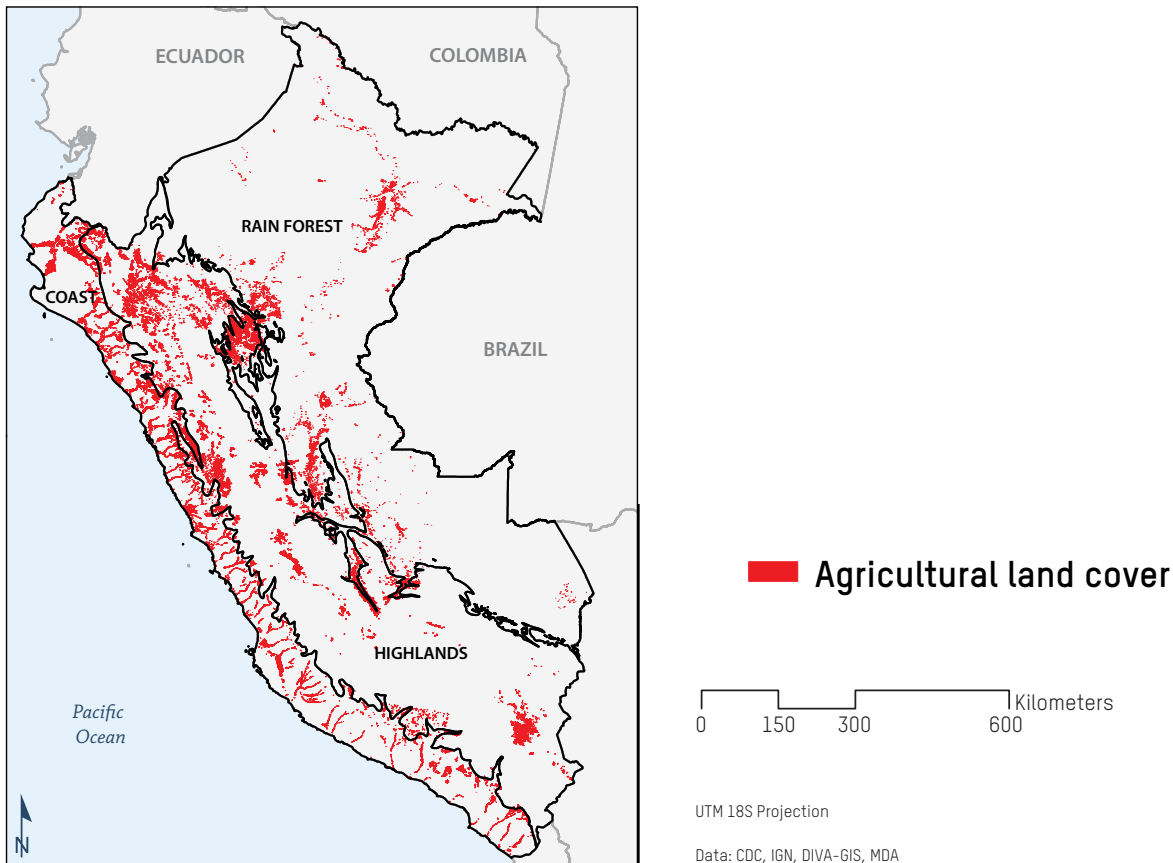 ECUADOR
COLOMBIA
RAIN FOREST
COAST
BRAZIL
HIGHLANDS
Pacific
Ocean
N
Agricultural land cover
Kilometers
0 150 300 600
UTM 18S Projection
Data: CDC, IGN, DIVA-GIS, MDA